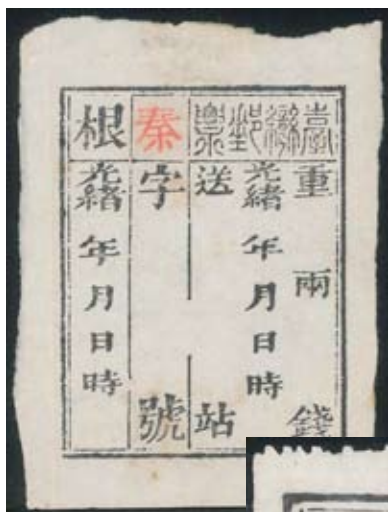 臺灣郵票
重 兩 錢
光緒 年 月 日 時
送 站
秦
字 號
根
光緒 年 月 日 時